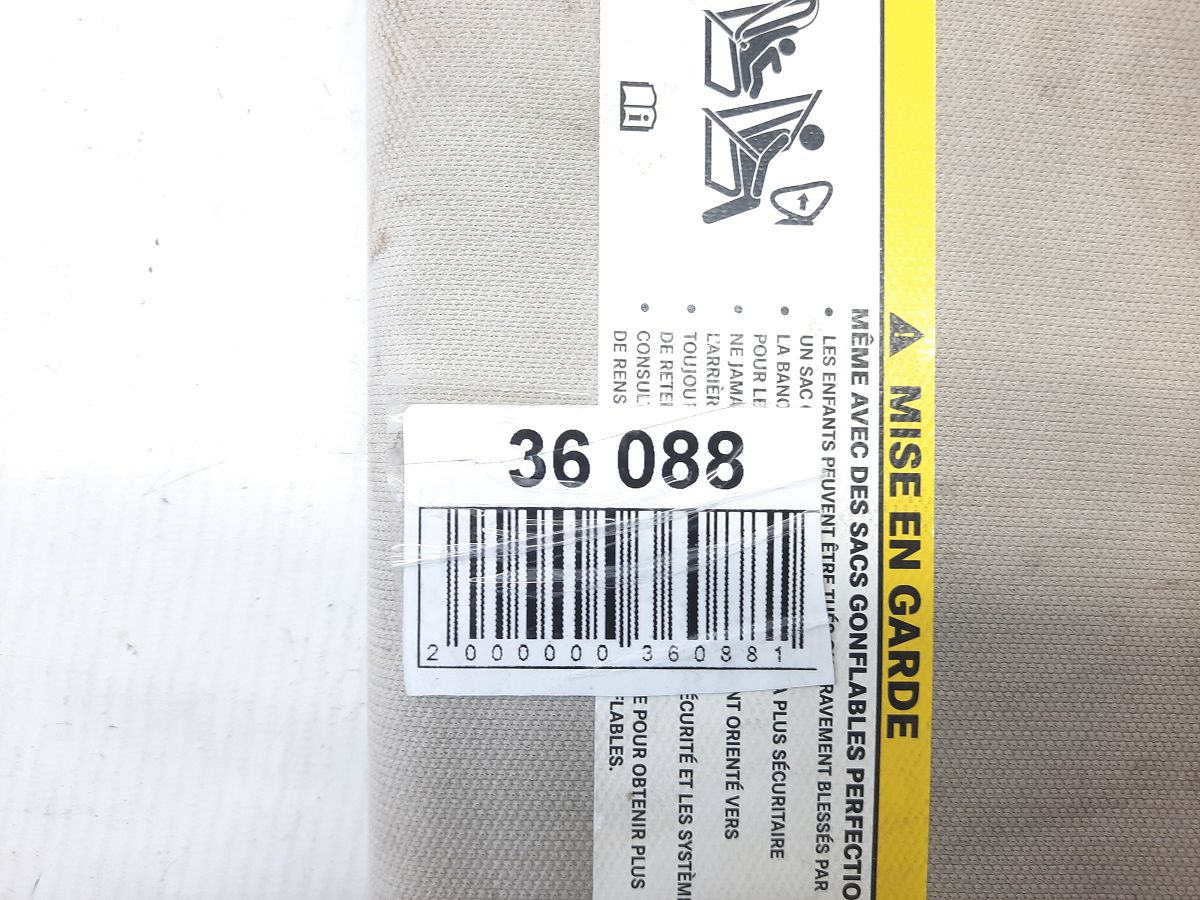 36 088
2 000000 360881
MISE EN GARDE
MÊME AVEC DES SACS GONFLABLES PERFECTIO
• LES ENFANTS PEUVENT ÊTRE TUÉS RAVEMENT BLESSÉS PAR
UN SAC
• LA BANQ A PLUS SÉCURITAIRE
POUR LE
• NE JAMA NT ORIENTÉ VERS
L'ARRIÈR
• TOUJOU ÉCURITÉ ET LES SYSTÈM
DE RETE
• CONSUL E POUR OBTENIR PLUS
DE RENS FLABLES.